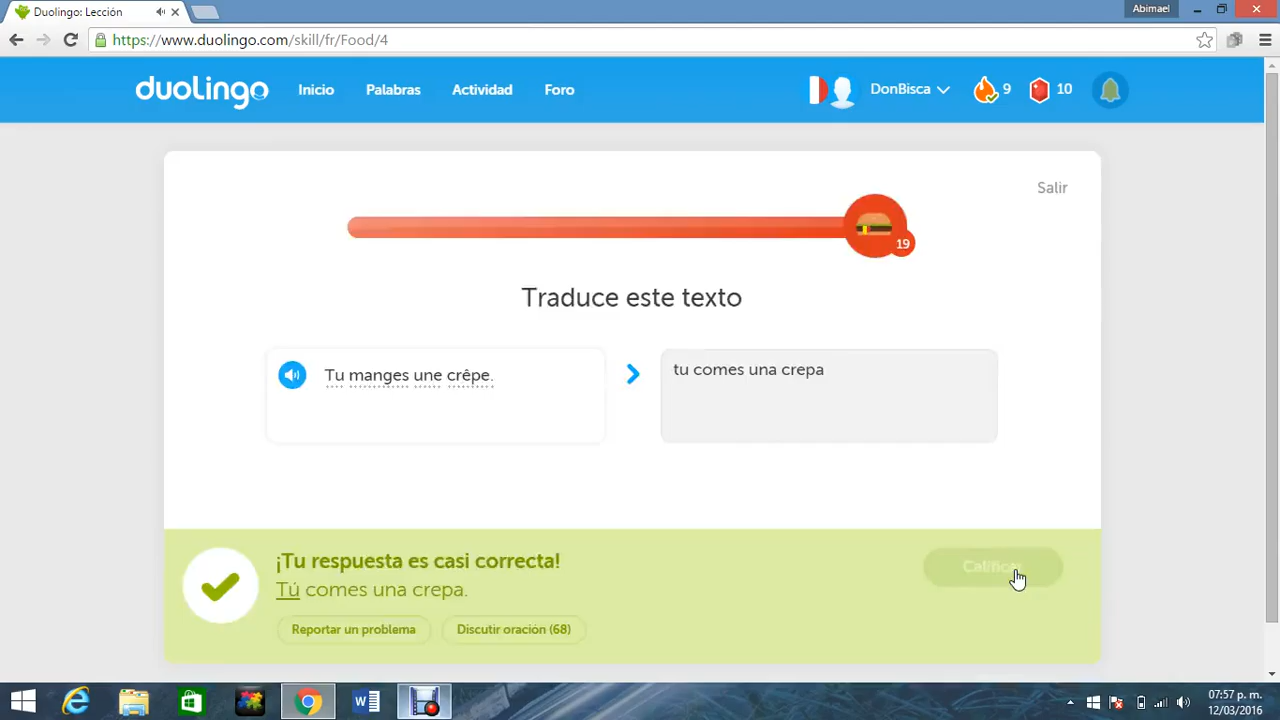 Duolingo: Lección
Abimael
https://www.duolingo.com/skill/fr/Food/4
duolingo
Inicio
Palabras
Actividad
Foro
DonBisca
9
10
Salir
19
Traduce este texto
Tu manges une crêpe.
tu comes una crepa
¡Tu respuesta es casi correcta!
Tú comes una crepa.
Calificar
Reportar un problema
Discutir oración (68)
07:57 p. m.
12/03/2016